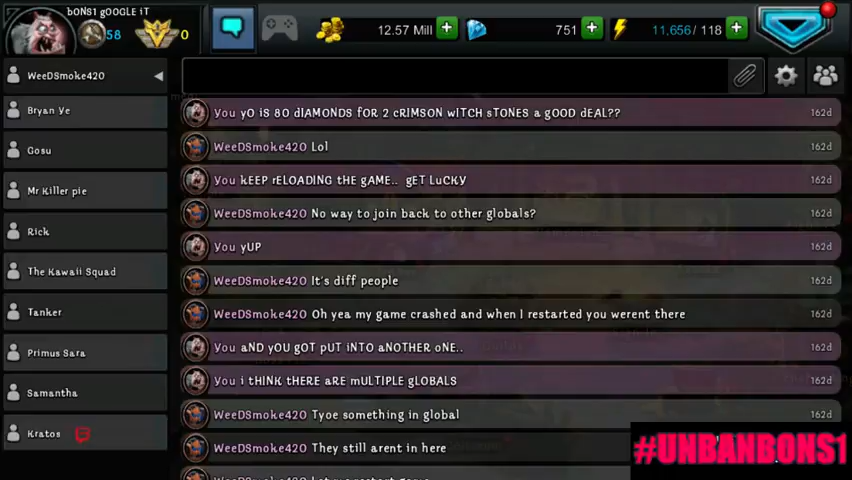 bONS1 gOOGLE iT
58
0
12.57 Mill
751
11,656 / 118
WeeDSmoke420
Bryan Ye
Gosu
Mr Killer pie
Rick
The Kawaii Squad
Tanker
Primus Sara
Samantha
Kratos
You yO iS 80 dIAMONDS fOR 2 cRIMSON wITCH sTONES a gOOD dEAL?? 162d
WeeDSmoke420 Lol 162d
You kEEP rELOADING tHE gAME.. gET LuCKY 162d
WeeDSmoke420 No way to join back to other globals? 162d
You yUP 162d
WeeDSmoke420 It's diff people 162d
WeeDSmoke420 Oh yea my game crashed and when I restarted you werent there 162d
You aND yOU gOT pUT iNTO aNOTHER oNE.. 162d
You i tHINK tHERE aRE mULTIPLE gLOBALS 162d
WeeDSmoke420 Tyoe something in global 162d
WeeDSmoke420 They still arent in here
#UNBANBONS1